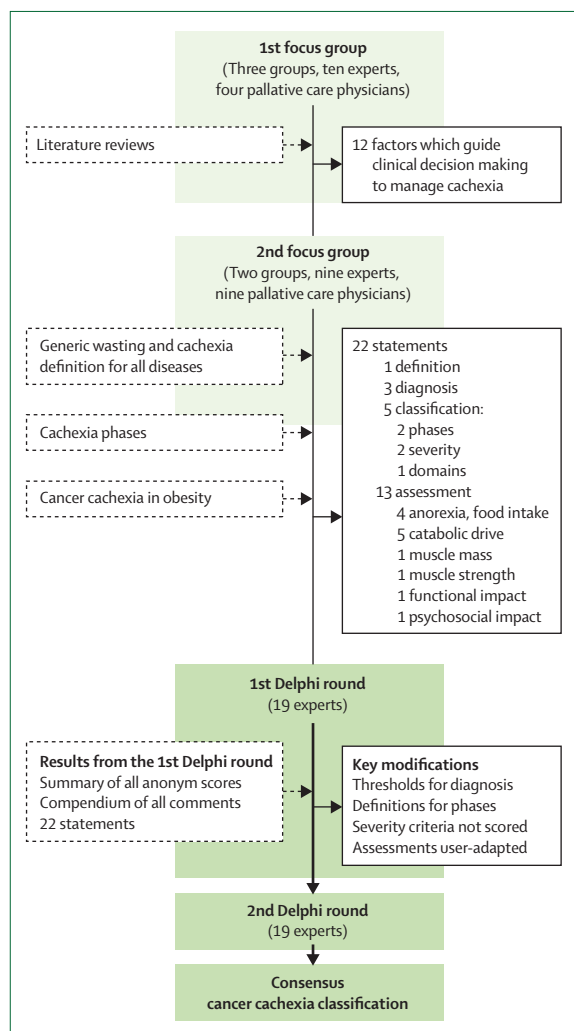 1st focus group
(Three groups, ten experts,
four pallative care physicians)
Literature reviews
12 factors which guide
clinical decision making
to manage cachexia
2nd focus group
(Two groups, nine experts,
nine pallative care physicians)
Generic wasting and cachexia
definition for all diseases
Cachexia phases
Cancer cachexia in obesity
22 statements
1 definition
3 diagnosis
5 classification:
2 phases
2 severity
1 domains
13 assessment
4 anorexia, food intake
5 catabolic drive
1 muscle mass
1 muscle strength
1 functional impact
1 psychosocial impact
1st Delphi round
(19 experts)
Results from the 1st Delphi round
Summary of all anonym scores
Compendium of all comments
22 statements
Key modifications
Thresholds for diagnosis
Definitions for phases
Severity criteria not scored
Assessments user-adapted
2nd Delphi round
(19 experts)
Consensus
cancer cachexia classification